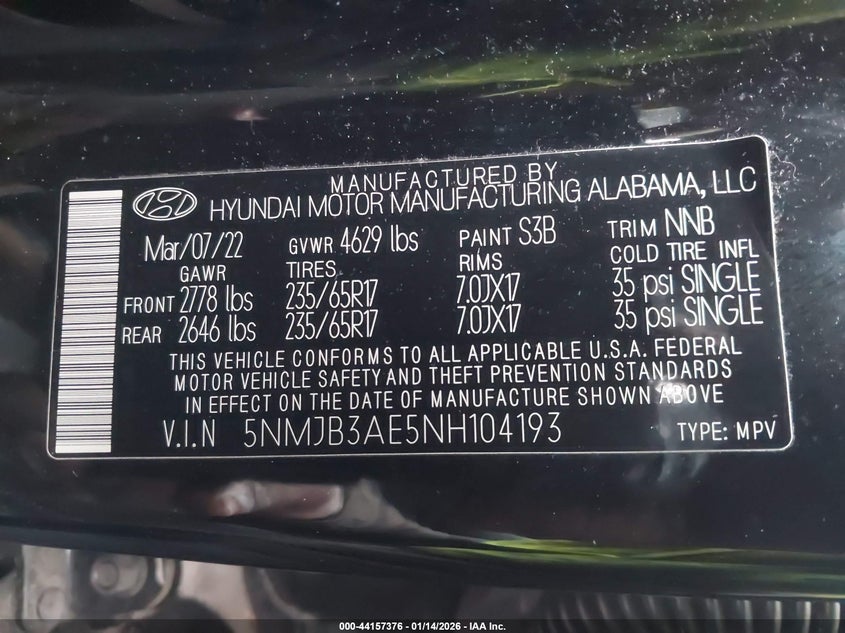 MANUFACTURED BY
HYUNDAI MOTOR MANUFACTURING ALABAMA, LLC
Mar/07/22 GVWR 4629 lbs PAINT S3B TRIM NNB
GAWR TIRES RIMS COLD TIRE INFL
FRONT 2778 lbs 235/65R17 7.0JX17 35 psi SINGLE
REAR 2646 lbs 235/65R17 7.0JX17 35 psi SINGLE
THIS VEHICLE CONFORMS TO ALL APPLICABLE U.S.A. FEDERAL
MOTOR VEHICLE SAFETY AND THEFT PREVENTION STANDARDS
IN EFFECT ON THE DATE OF MANUFACTURE SHOWN ABOVE
V.I.N 5NMJB3AE5NH104193 TYPE: MPV
000-44157376 - 01/14/2026 - IAA Inc.